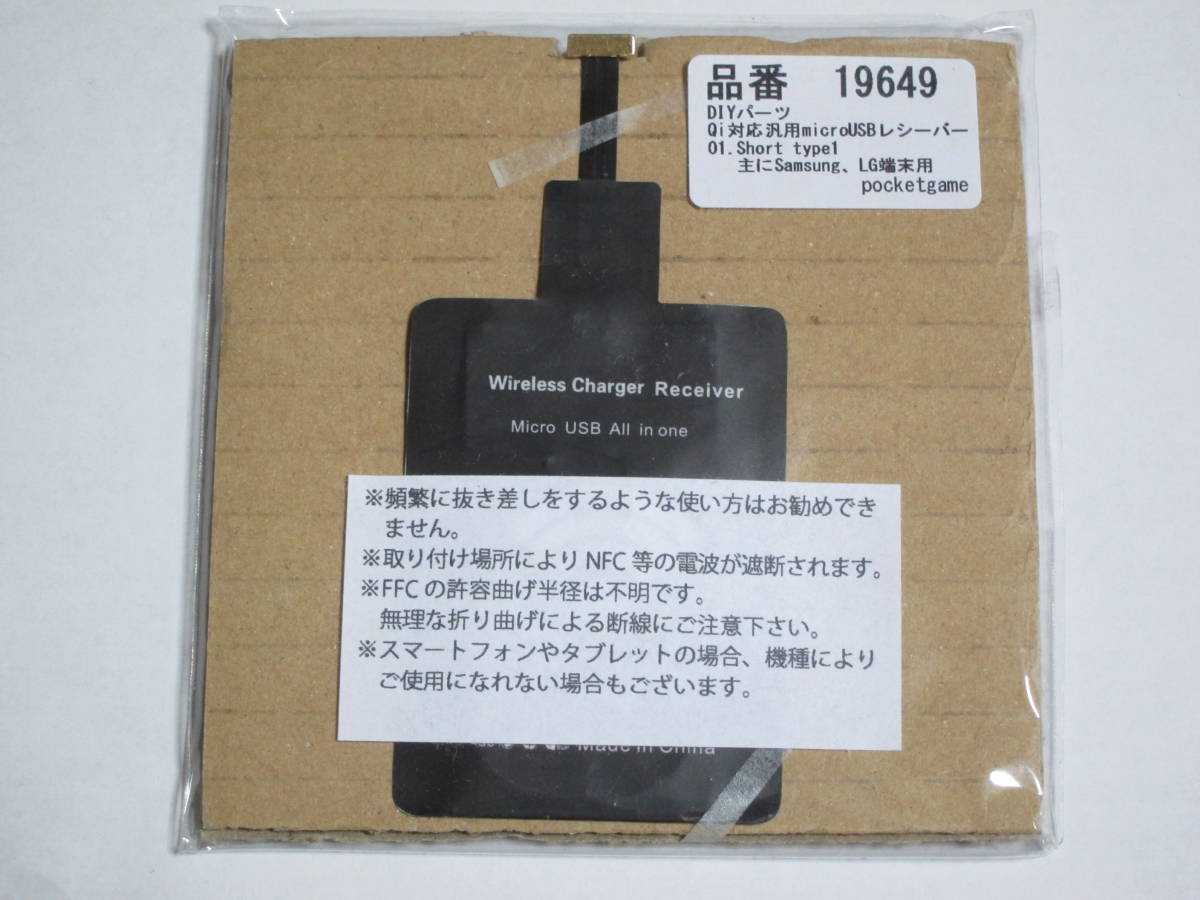 品番 19649
DIYパーツ
Qi対応汎用microUSBレシーバー
01.Short type1
主にSamsung、LG端末用
pocketgame
Wireless Charger Receiver
Micro USB All in one
※頻繁に抜き差しをするような使い方はお勧めでき
ません。
※取り付け場所により NFC 等の電波が遮断されます。
※FFC の許容曲げ半径は不明です。
無理な折り曲げによる断線にご注意下さい。
※スマートフォンやタブレットの場合、機種により
ご使用になれない場合もございます。
Made in China